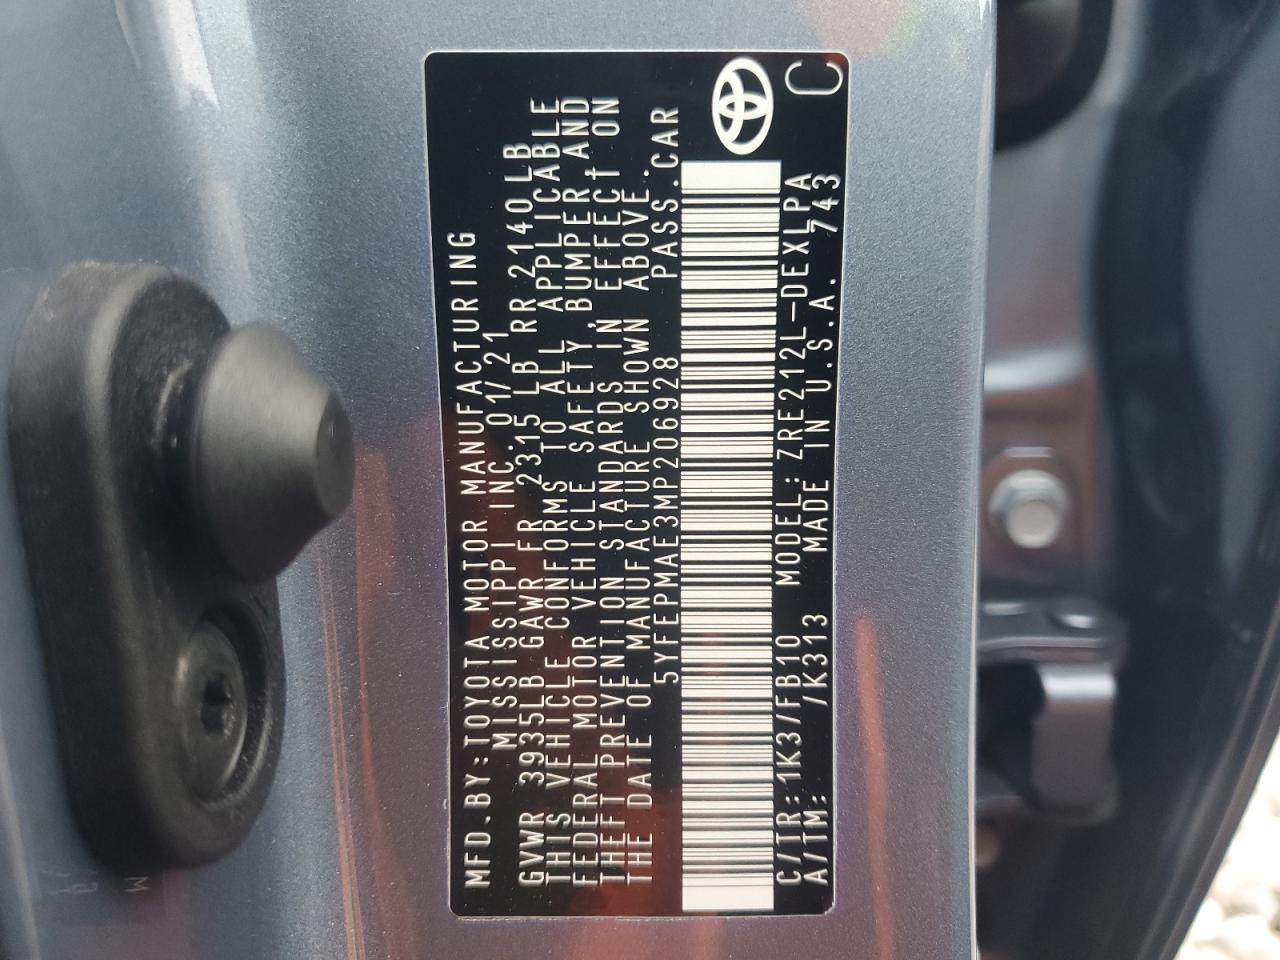 MFD.BY:TOYOTA MOTOR MANUFACTURING
MISSISSIPPI INC. 01/21
GVWR 3935LB GAWR FR 2315 LB RR 2140LB
THIS VEHICLE CONFORMS TO ALL APPLICABLE
FEDERAL MOTOR VEHICLE SAFETY,BUMPER AND
THEFT PREVENTION STANDARDS IN EFFECT ON
THE DATE OF MANUFACTURE SHOWN ABOVE.
5YFEPMAE3MP206928 PASS.CAR
C/TR: 1K3/FB10 MODEL: ZRE212L-DEXLPA
A/TM: /K313 MADE IN U.S.A. 743
C